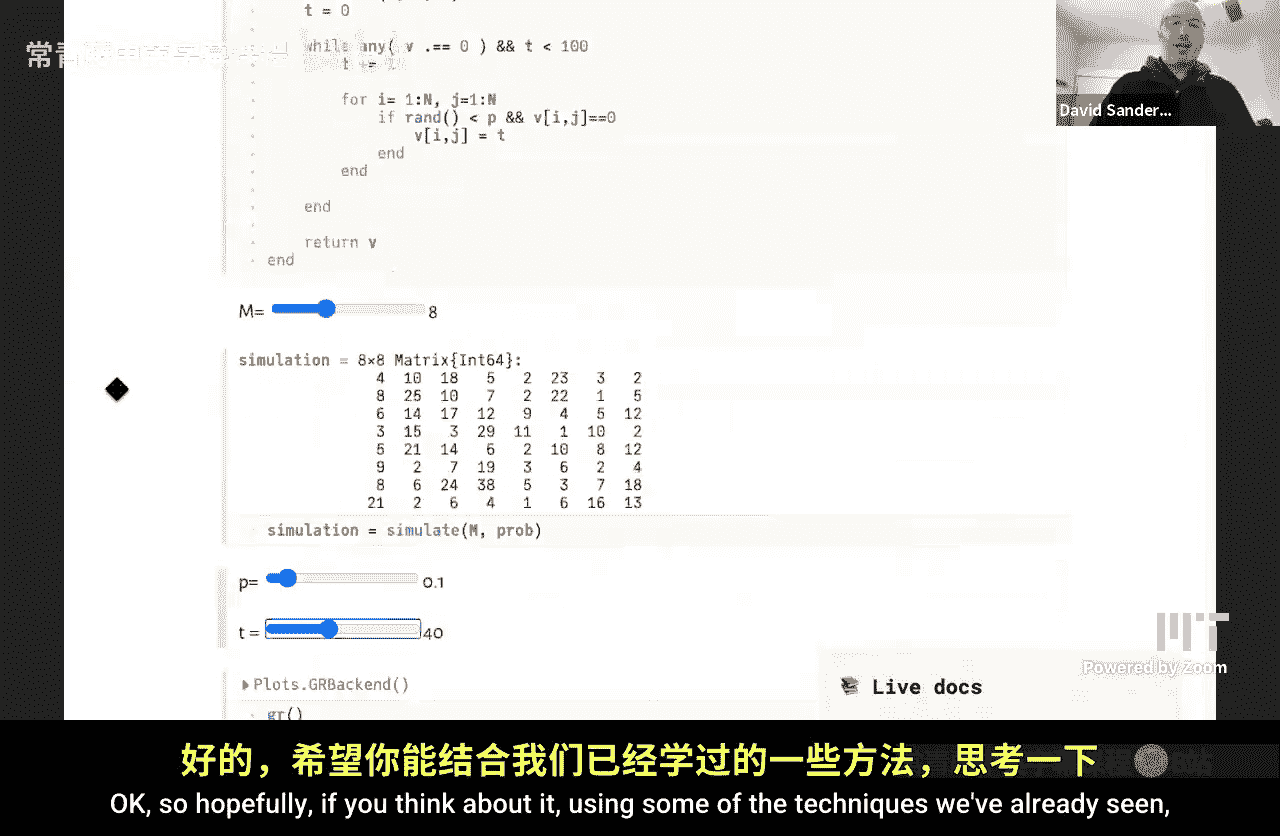 t = 0
while any( v .== 0 ) && t < 100
t += 1
for i= 1:N, j=1:N
if rand() < p && v[i,j]==0
v[i,j] = t
end
end
end
return v
end
M= 8
simulation = 8×8 Matrix{Int64}:
4 10 18 5 2 23 3 2
8 25 10 7 2 22 1 5
6 14 17 12 9 4 5 12
3 15 3 29 11 1 10 2
5 21 14 6 2 10 8 12
9 2 7 19 3 6 2 4
8 6 24 38 5 3 7 18
21 2 6 4 1 6 16 13
simulation = simulate(M, prob)
p= 0.1
t = 40
Plots.GRBackend()
gr()
Live docs
David Sander...
MIT
Powered by Zoom
好的，希望你能结合我们已经学过的一些方法，思考一下
OK, so hopefully, if you think about it, using some of the techniques we've already seen,